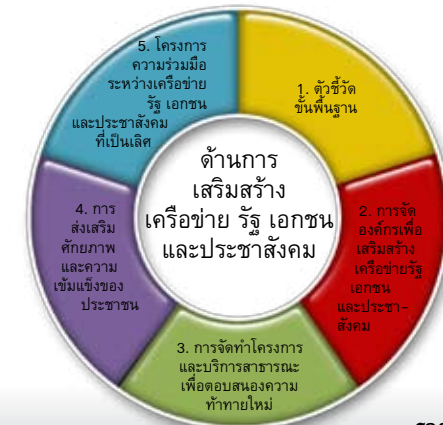 ด้านการ
เสริมสร้าง
เครือข่าย รัฐ เอกชน
และประชาสังคม
1. ตัวชี้วัด
ขั้นพื้นฐาน
2. การจัด
องค์กรเพื่อ
เสริมสร้าง
เครือข่ายรัฐ
เอกชน
และประชา-
สังคม
3. การจัดทำโครงการ
และบริการสาธารณะ
เพื่อตอบสนองความ
ท้าทายใหม่
4. การ
ส่งเสริม
ศักยภาพ
และความ
เข้มแข็งของ
ประชาชน
5. โครงการ
ความร่วมมือ
ระหว่างเครือข่าย
รัฐ เอกชน
และประชาสังคม
ที่เป็นเลิศ